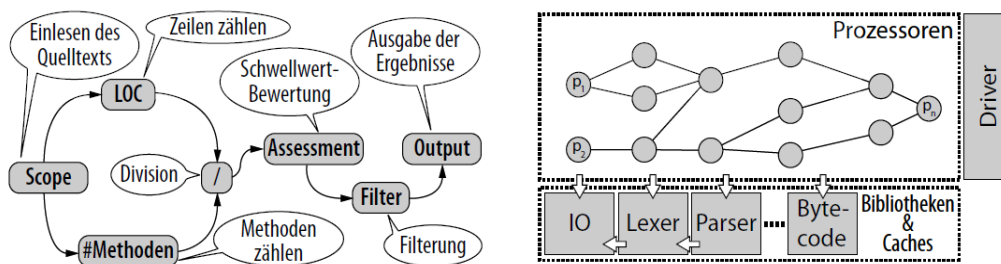 Einlesen des
Quelltexts
Zeilen zählen
LOC
Schwellwert-
Bewertung
Ausgabe der
Ergebnisse
Scope
Division
/
Assessment
Output
Filter
#Methoden
Methoden
zählen
Filterung
Prozessoren
p1
p2
pn
Driver
IO
Lexer
Parser
Byte-
code
Bibliotheken
&
Caches